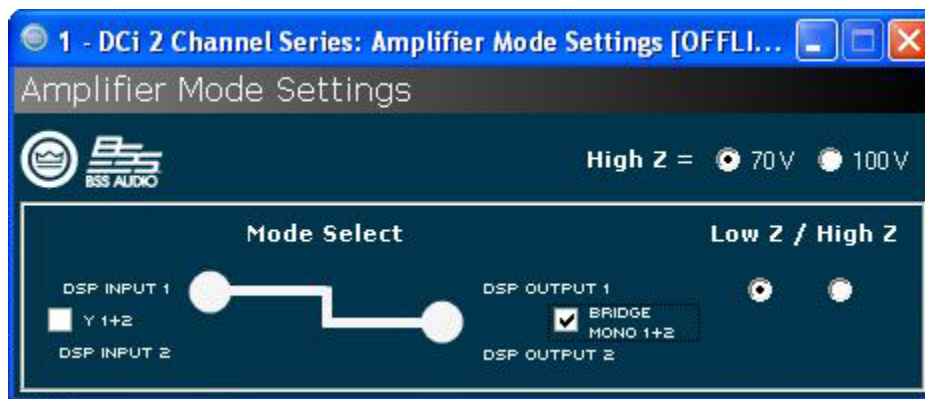 1 - DCi 2 Channel Series: Amplifier Mode Settings [OFFLI...
Amplifier Mode Settings
BSS AUDIO
High Z = 70V 100V
Mode Select
Low Z / High Z
DSP INPUT 1
Y 1+2
DSP INPUT 2
DSP OUTPUT 1
BRIDGE
MONO 1+2
DSP OUTPUT 2